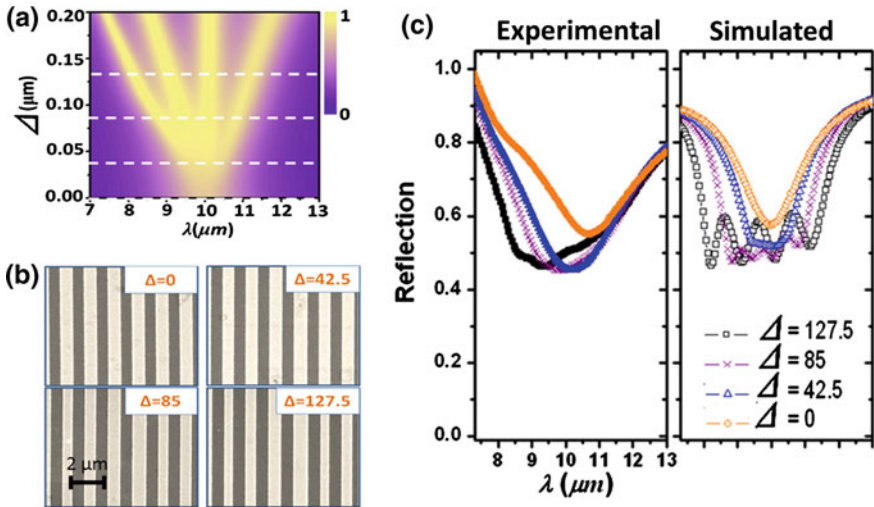 (a)
0.20
0.15
0.10
0.05
0.00
Δ(μm)
7 8 9 10 11 12 13
λ(μm)
1
0
(b)
Δ=0
Δ=42.5
Δ=85
Δ=127.5
2 μm
(c)
Experimental
Simulated
1.0
0.8
0.6
0.4
0.2
0.0
Reflection
8 9 10 11 12 13
λ (μm)
Δ = 127.5
Δ = 85
Δ = 42.5
Δ = 0